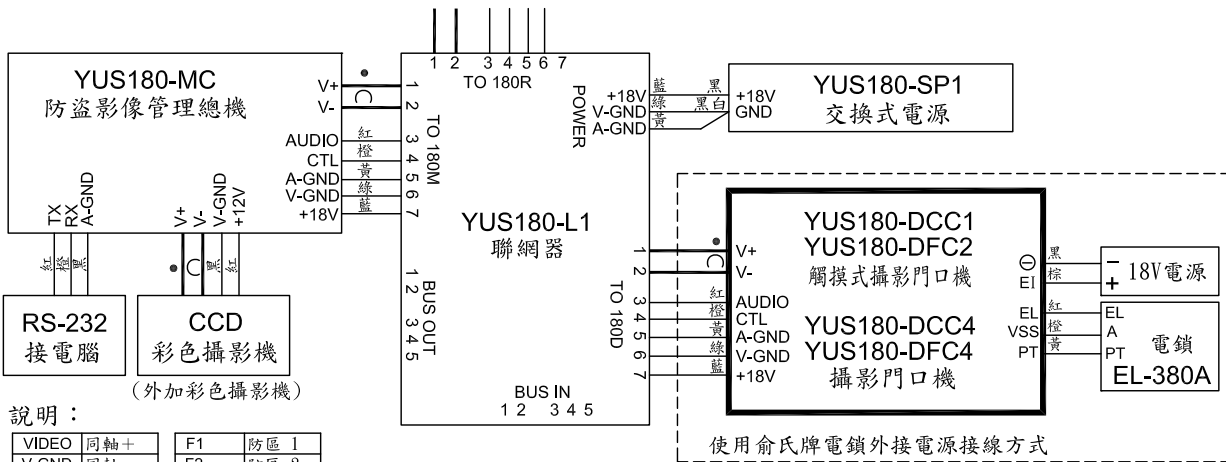 1 2 3 4 5 6 7
TO 180R
YUS180-MC
防盜影像管理總機
V+
V-
AUDIO 紅
CTL 橙
A-GND 黃
V-GND 綠
+18V 藍
1
2
3
4
5
6
7
TO 180M
TX
RX
A-GND
V+
V-
V-GND
+12V
紅
橙
黑
黑
紅
RS-232
接電腦
CCD
彩色攝影機
(外加彩色攝影機)
YUS180-L1
聯網器
POWER
+18V
V-GND
A-GND
藍
綠
黃
黑
黑白
+18V
GND
YUS180-SP1
交換式電源
1 2 3 4 5
BUS OUT
BUS IN
1 2 3 4 5
1
2
3
4
5
6
7
TO 180D
V+
V-
紅 AUDIO
橙 CTL
黃 A-GND
綠 V-GND
藍 +18V
YUS180-DCC1
YUS180-DFC2
觸摸式攝影門口機
YUS180-DCC4
YUS180-DFC4
攝影門口機
⊖ 黑 −
EI 棕 +
18V電源
EL 紅 EL
VSS 橙 A
PT 黃 PT
電鎖
EL-380A
使用俞氏牌電鎖外接電源接線方式
說明：
VIDEO 同軸＋
F1 防區 1